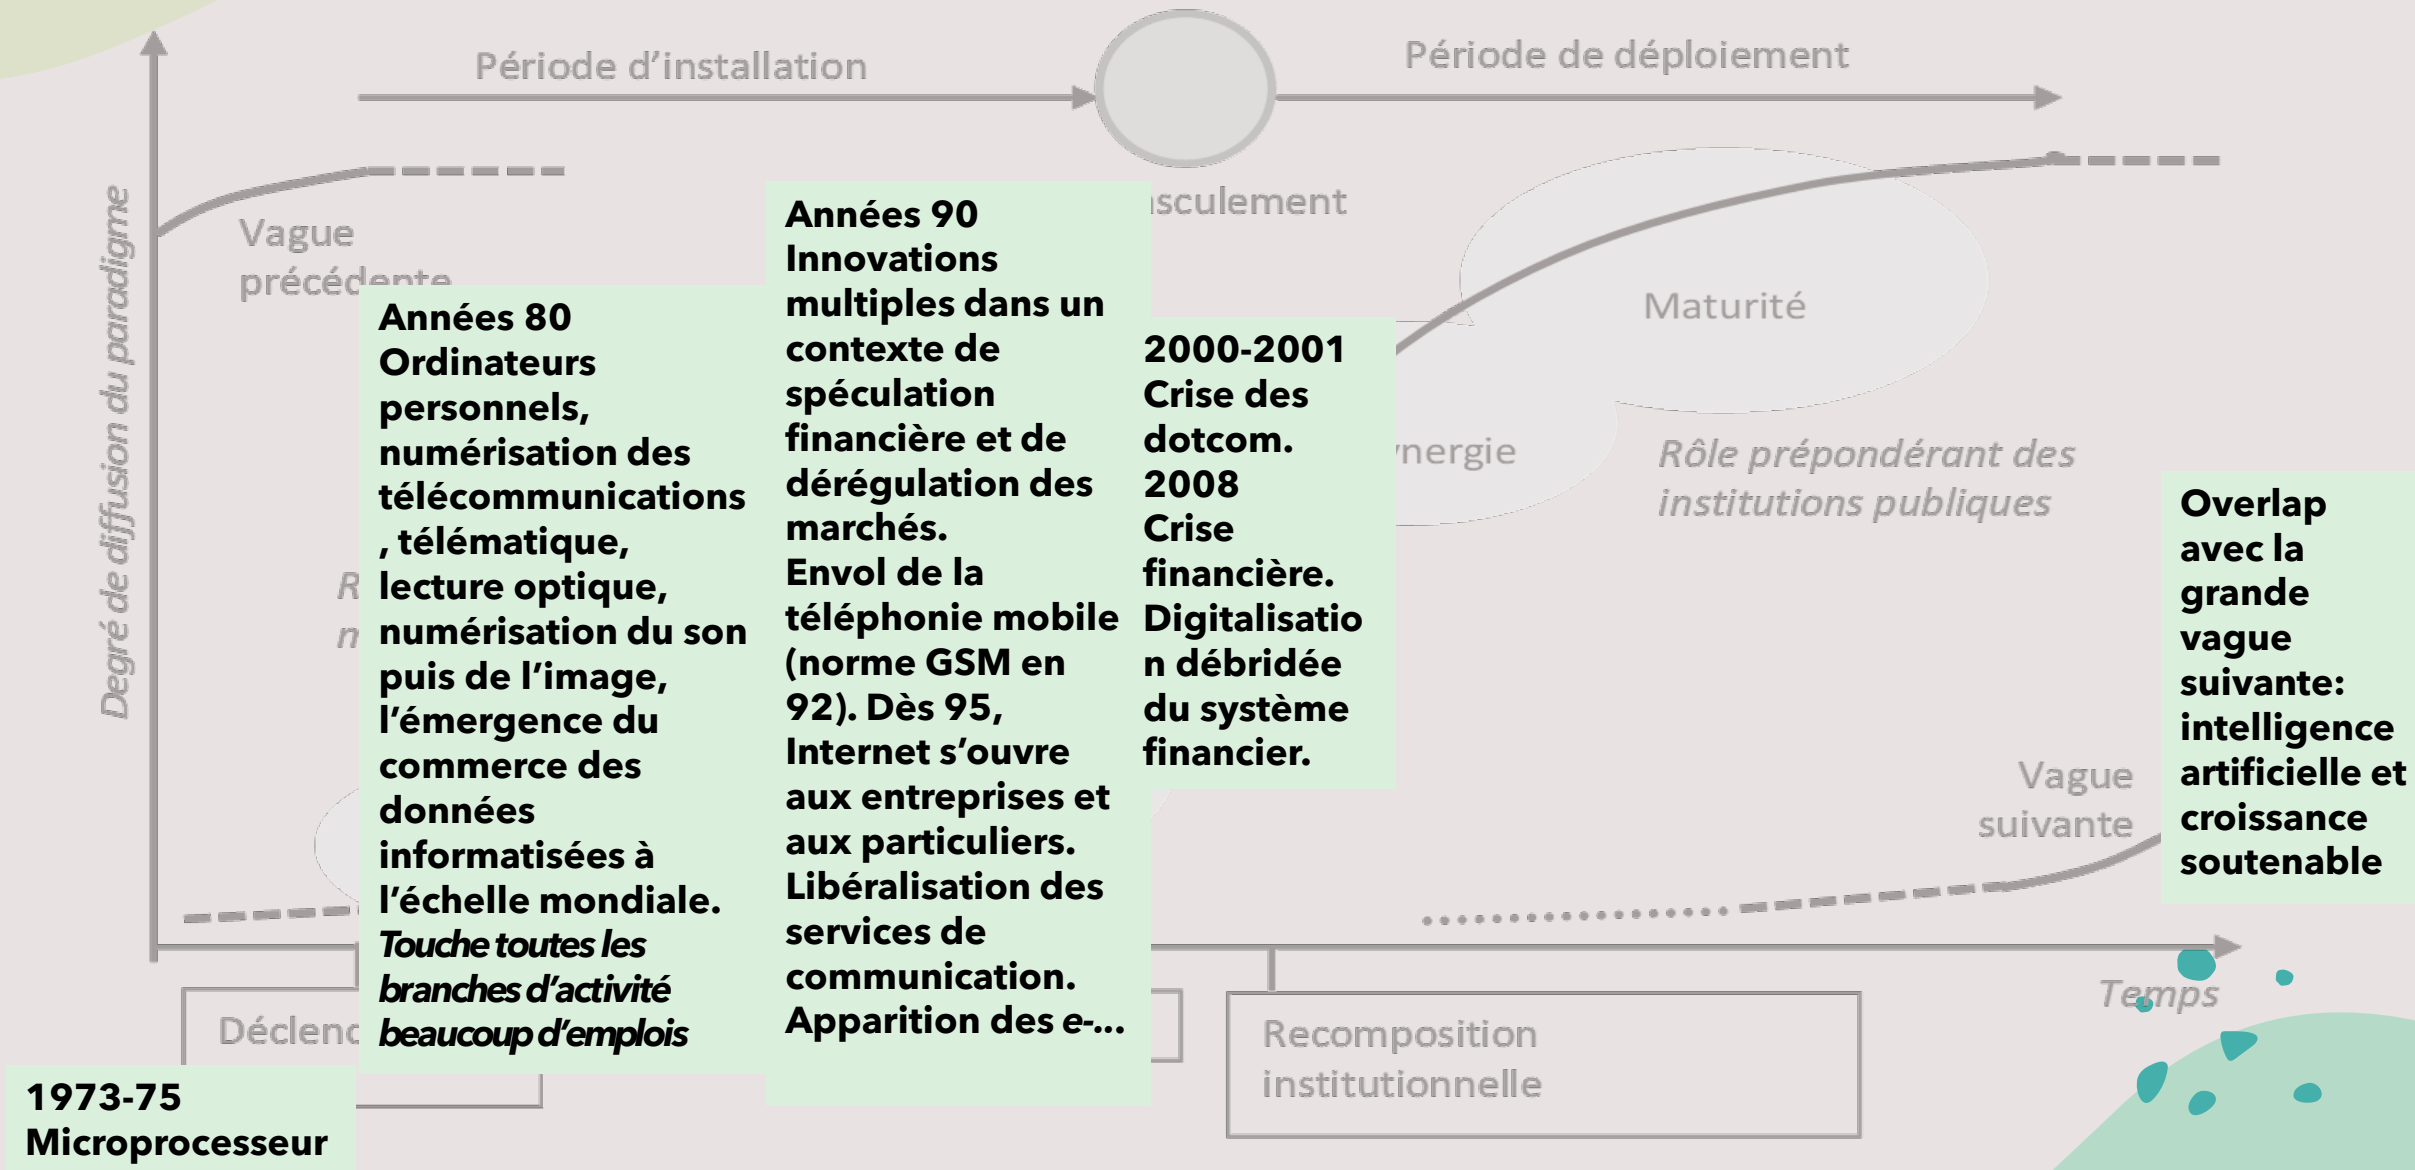 Période d'installation
Période de déploiement
Degré de diffusion du paradigme
Vague
précédente
Années 80
Ordinateurs
personnels,
numérisation des
télécommunications
, télématique,
lecture optique,
numérisation du son
puis de l'image,
l'émergence du
commerce des
données
informatisées à
l'échelle mondiale.
Touche toutes les
branches d'activité
beaucoup d'emplois
Années 90
Innovations
multiples dans un
contexte de
spéculation
financière et de
dérégulation des
marchés.
Envol de la
téléphonie mobile
(norme GSM en
92). Dès 95,
Internet s'ouvre
aux entreprises et
aux particuliers.
Libéralisation des
services de
communication.
Apparition des e-...
2000-2001
Crise des
dotcom.
2008
Crise
financière.
Digitalisatio
n débridée
du système
financier.
Maturité
Rôle prépondérant des
institutions publiques
Overlap
avec la
grande
vague
suivante:
intelligence
artificielle et
croissance
soutenable
Vague
suivante
Temps
Recomposition
institutionnelle
1973-75
Microprocesseur